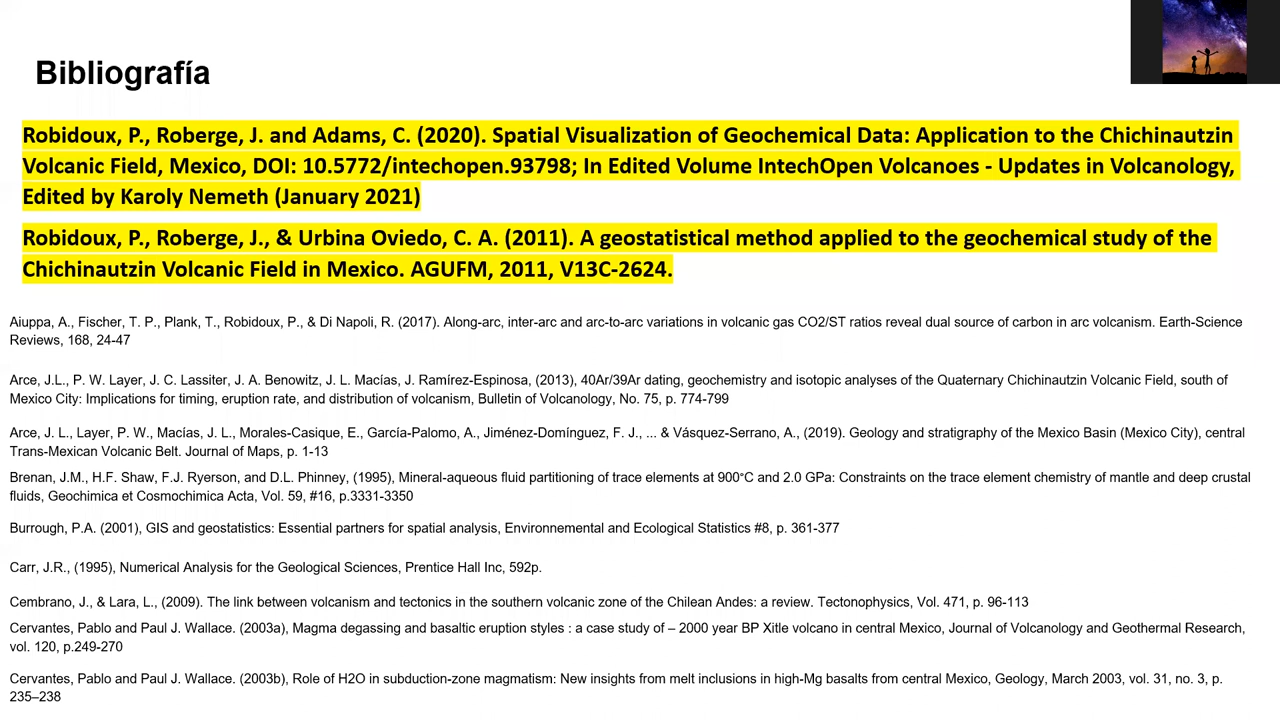 Bibliografía
Robidoux, P., Roberge, J. and Adams, C. (2020). Spatial Visualization of Geochemical Data: Application to the Chichinautzin
Volcanic Field, Mexico, DOI: 10.5772/intechopen.93798; In Edited Volume IntechOpen Volcanoes - Updates in Volcanology,
Edited by Karoly Nemeth (January 2021)
Robidoux, P., Roberge, J., & Urbina Oviedo, C. A. (2011). A geostatistical method applied to the geochemical study of the
Chichinautzin Volcanic Field in Mexico. AGUFM, 2011, V13C-2624.
Aiuppa, A., Fischer, T. P., Plank, T., Robidoux, P., & Di Napoli, R. (2017). Along-arc, inter-arc and arc-to-arc variations in volcanic gas CO2/ST ratios reveal dual source of carbon in arc volcanism. Earth-Science
Reviews, 168, 24-47
Arce, J.L., P. W. Layer, J. C. Lassiter, J. A. Benowitz, J. L. Macías, J. Ramírez-Espinosa, (2013), 40Ar/39Ar dating, geochemistry and isotopic analyses of the Quaternary Chichinautzin Volcanic Field, south of
Mexico City: Implications for timing, eruption rate, and distribution of volcanism, Bulletin of Volcanology, No. 75, p. 774-799
Arce, J. L., Layer, P. W., Macías, J. L., Morales-Casique, E., García-Palomo, A., Jiménez-Domínguez, F. J., ... & Vásquez-Serrano, A., (2019). Geology and stratigraphy of the Mexico Basin (Mexico City), central
Trans-Mexican Volcanic Belt. Journal of Maps, p. 1-13
Brenan, J.M., H.F. Shaw, F.J. Ryerson, and D.L. Phinney, (1995), Mineral-aqueous fluid partitioning of trace elements at 900°C and 2.0 GPa: Constraints on the trace element chemistry of mantle and deep crustal
fluids, Geochimica et Cosmochimica Acta, Vol. 59, #16, p.3331-3350
Burrough, P.A. (2001), GIS and geostatistics: Essential partners for spatial analysis, Environnemental and Ecological Statistics #8, p. 361-377
Carr, J.R., (1995), Numerical Analysis for the Geological Sciences, Prentice Hall Inc, 592p.
Cembrano, J., & Lara, L., (2009). The link between volcanism and tectonics in the southern volcanic zone of the Chilean Andes: a review. Tectonophysics, Vol. 471, p. 96-113
Cervantes, Pablo and Paul J. Wallace. (2003a), Magma degassing and basaltic eruption styles : a case study of – 2000 year BP Xitle volcano in central Mexico, Journal of Volcanology and Geothermal Research,
vol. 120, p.249-270
Cervantes, Pablo and Paul J. Wallace. (2003b), Role of H2O in subduction-zone magmatism: New insights from melt inclusions in high-Mg basalts from central Mexico, Geology, March 2003, vol. 31, no. 3, p.
235–238